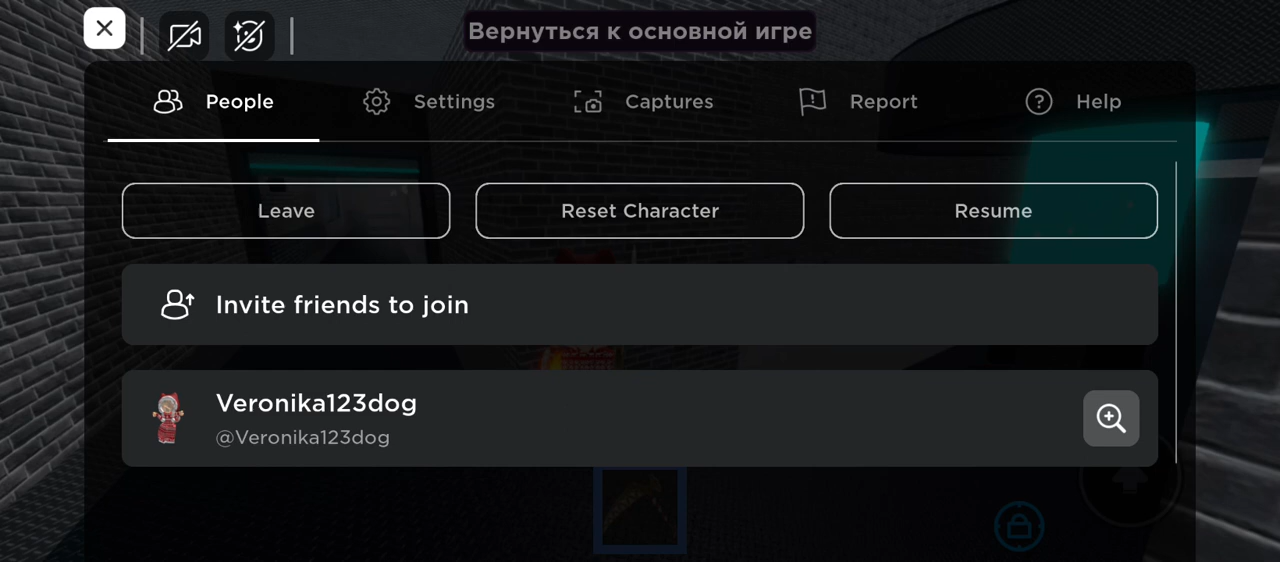 Вернуться к основной игре
People
Settings
Captures
Report
Help
Leave
Reset Character
Resume
Invite friends to join
Veronika123dog
@Veronika123dog